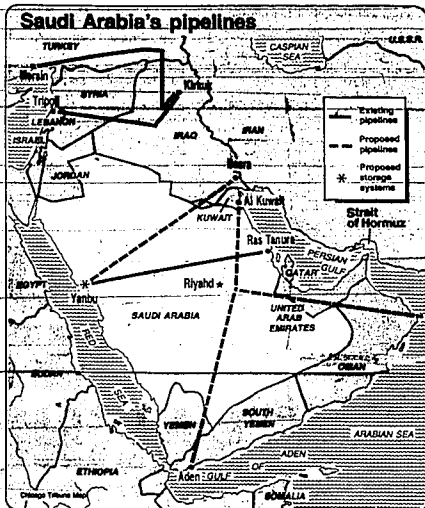 Saudi Arabia's pipelines
TURKEY
CASPIAN
SEA
U.S.S.R.
Mersin
SYRIA
Kirkuk
Tripoli
LEBANON
ISRAEL
IRAQ
IRAN
Existing
pipelines
Proposed
pipelines
Proposed
storage
systems
JORDAN
Basra
Al Kuwait
KUWAIT
Strait
of Hormuz
Ras Tanura
PERSIAN
GULF
QATAR
EGYPT
Yanbu
Riyahd
SAUDI ARABIA
UNITED
ARAB
EMIRATES
RED
SEA
OMAN
SUDAN
YEMEN
SOUTH
YEMEN
ARABIAN SEA
ETHIOPIA
Aden
GULF
OF
ADEN
SOMALIA
Chicago Tribune Map